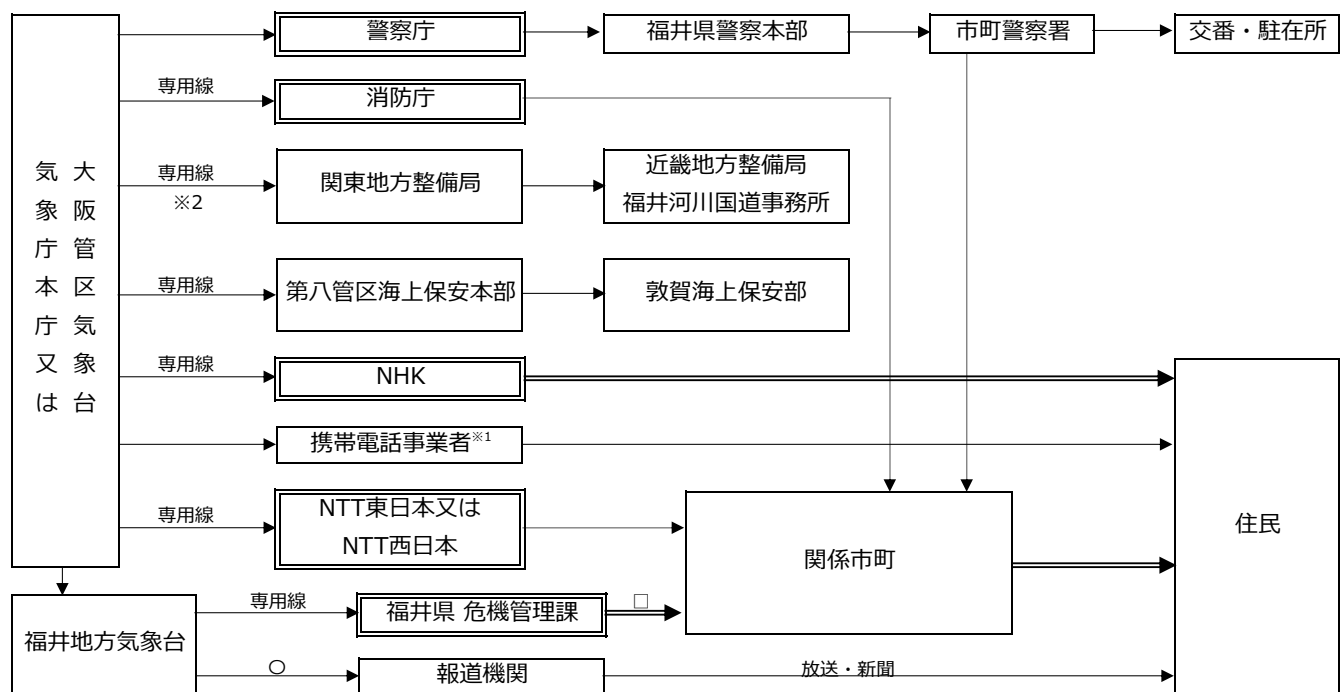 警察庁
福井県警察本部
市町警察署
交番・駐在所
専用線
消防庁
大阪管区気象台
気象庁本庁又は
専用線
※2
関東地方整備局
近畿地方整備局
福井河川国道事務所
専用線
第八管区海上保安本部
敦賀海上保安部
専用線
NHK
携帯電話事業者※1
専用線
NTT東日本又は
NTT西日本
関係市町
住民
福井地方気象台
専用線
福井県 危機管理課
□
○
報道機関
放送・新聞